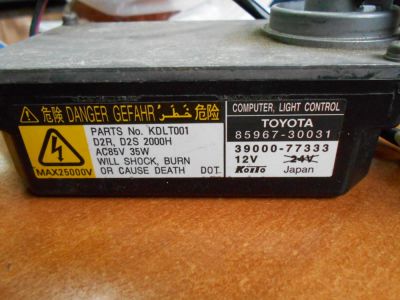 ⚠ 危険 DANGER GEFAHR خَطَر 危险
PARTS No. KDLT001
D2R, D2S 2000H
AC85V 35W
WILL SHOCK, BURN
OR CAUSE DEATH DOT
MAX25000V
COMPUTER, LIGHT CONTROL
TOYOTA
85967-30031
39000-77333
12V 24V
KOITO Japan